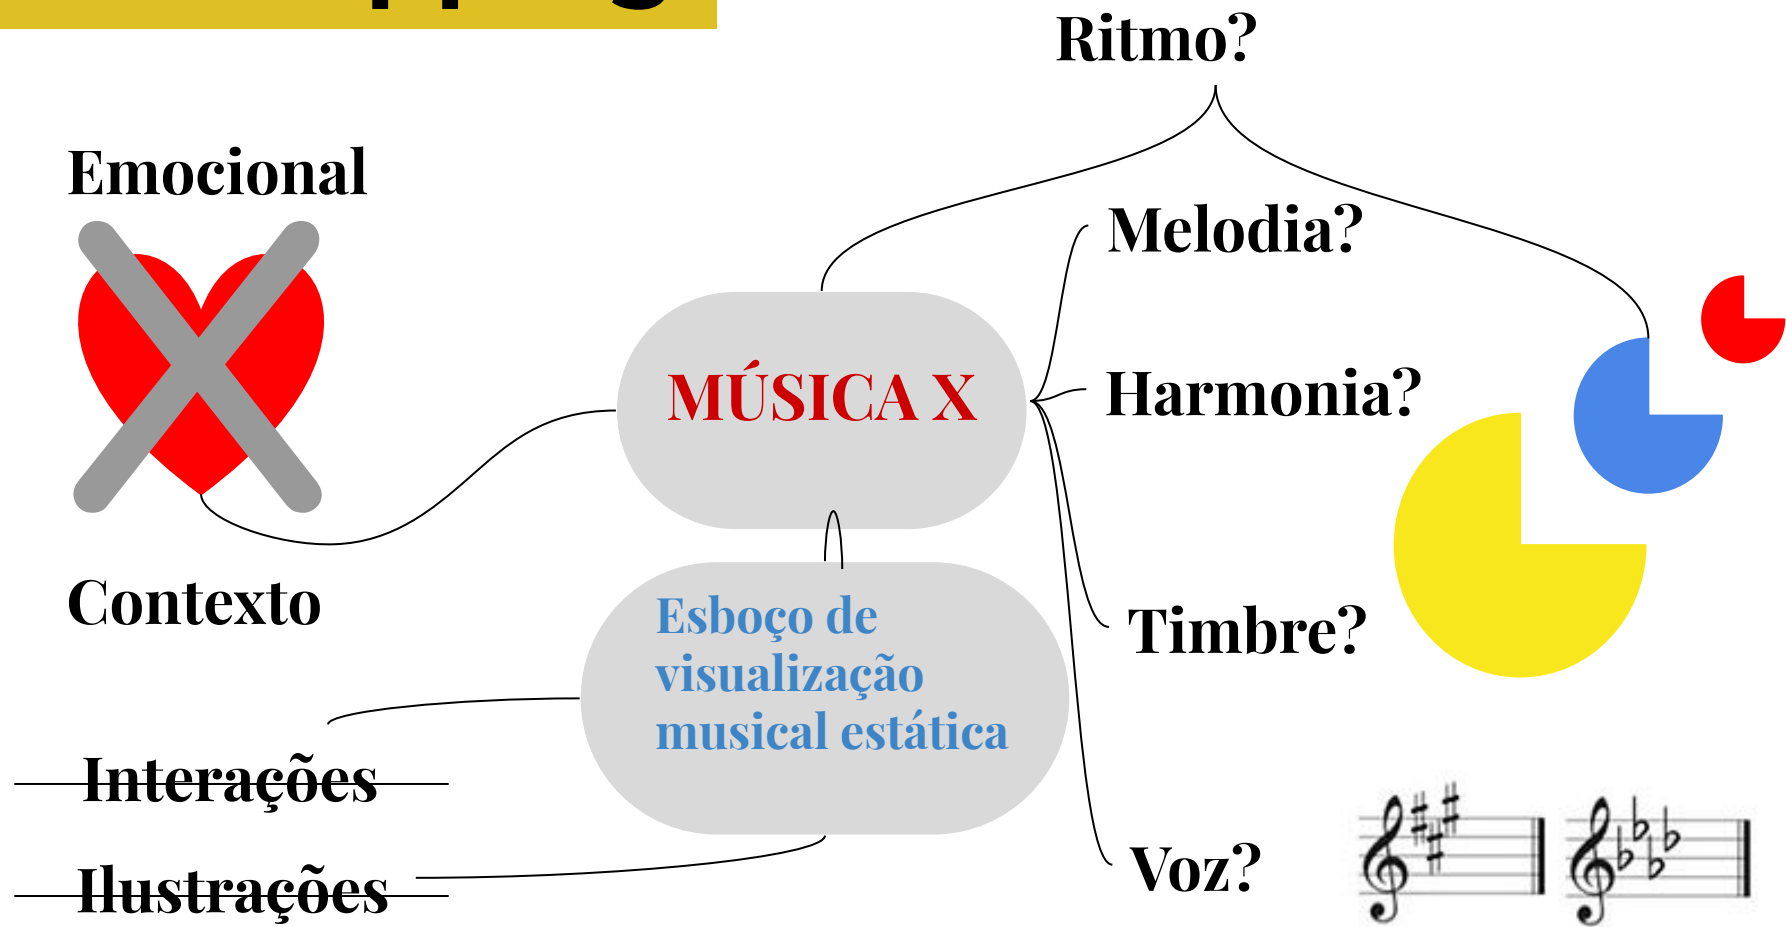 Ritmo?
Emocional
Melodia?
MÚSICA X
Harmonia?
Contexto
Esboço de
visualização
musical estática
Timbre?
Interações
Ilustrações
Voz?